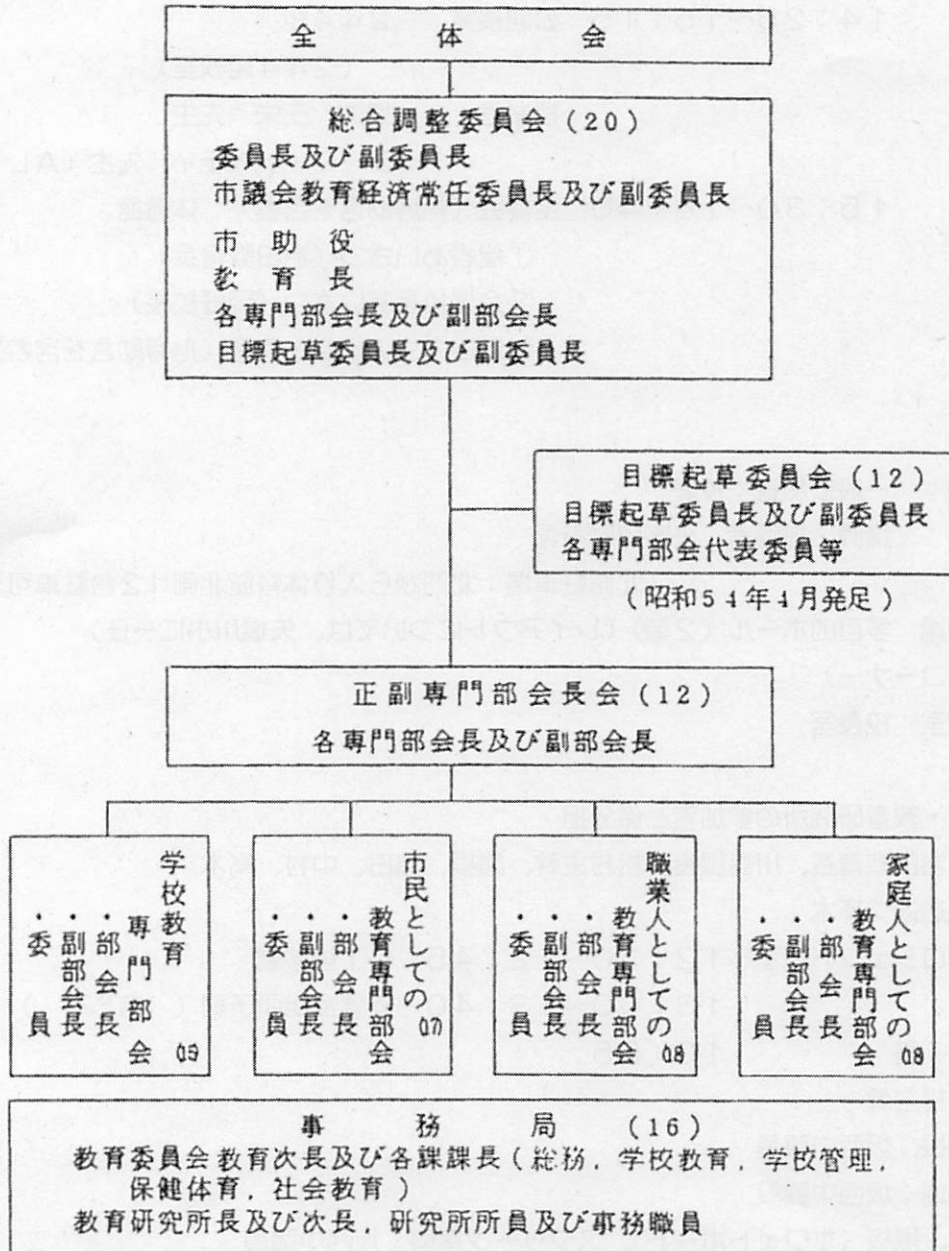 全体会
総合調整委員会(20)
委員長及び副委員長
市議会教育経済常任委員長及び副委員長
市助役
教育長
各専門部会長及び副部会長
目標起草委員長及び副委員長
目標起草委員会(12)
目標起草委員長及び副委員長
各専門部会代表委員等
(昭和54年4月発足)
正副専門部会長会(12)
各専門部会長及び副部会長
学校教育
専門部会
・部会長
・副部会長
・委員
市民としての
教育専門部会
・部会長
・副部会長
・委員
職業人としての
教育専門部会
・部会長
・副部会長
・委員
家庭人としての
教育専門部会
・部会長
・副部会長
・委員
事務局(16)
教育委員会教育次長及び各課課長(総務,学校教育,学校管理,
保健体育,社会教育)
教育研究所長及び次長,研究所所員及び事務職員